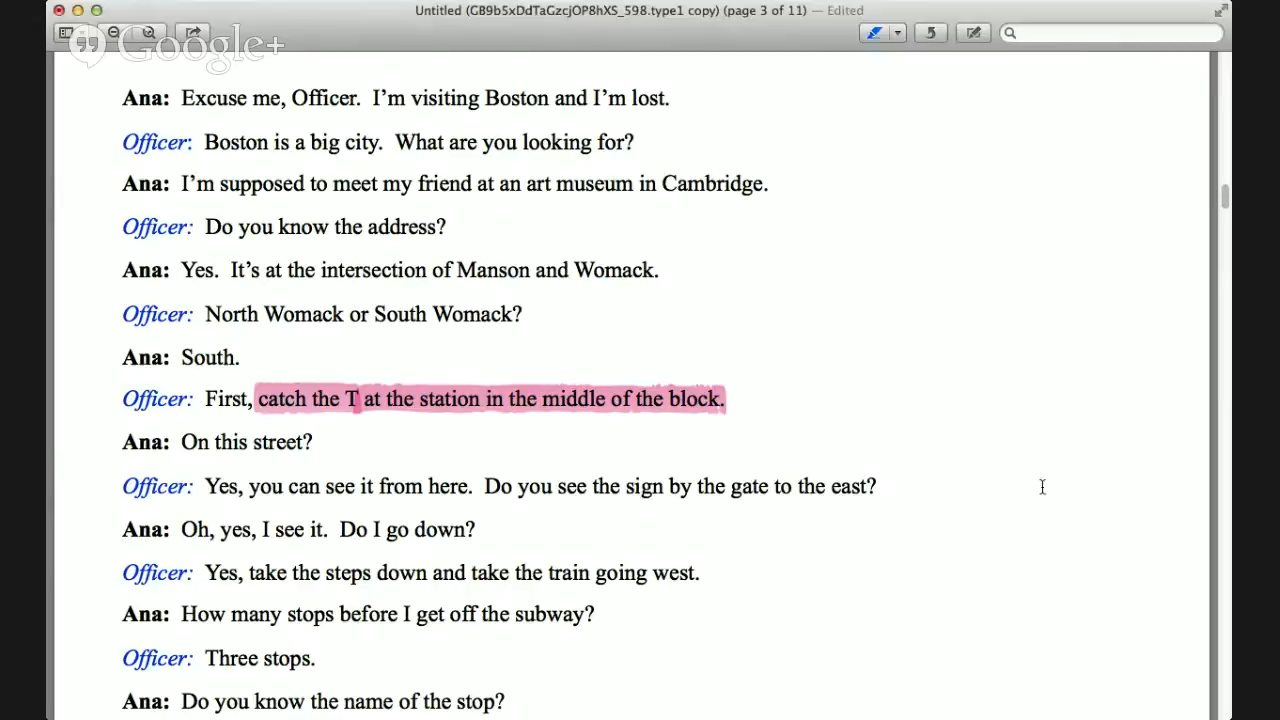 Untitled (GB9b5xDdTaGzcjOP8hXS_598.type1 copy) (page 3 of 11) — Edited
Google+
Ana: Excuse me, Officer. I'm visiting Boston and I'm lost.
Officer: Boston is a big city. What are you looking for?
Ana: I'm supposed to meet my friend at an art museum in Cambridge.
Officer: Do you know the address?
Ana: Yes. It's at the intersection of Manson and Womack.
Officer: North Womack or South Womack?
Ana: South.
Officer: First, catch the T at the station in the middle of the block.
Ana: On this street?
Officer: Yes, you can see it from here. Do you see the sign by the gate to the east?
Ana: Oh, yes, I see it. Do I go down?
Officer: Yes, take the steps down and take the train going west.
Ana: How many stops before I get off the subway?
Officer: Three stops.
Ana: Do you know the name of the stop?